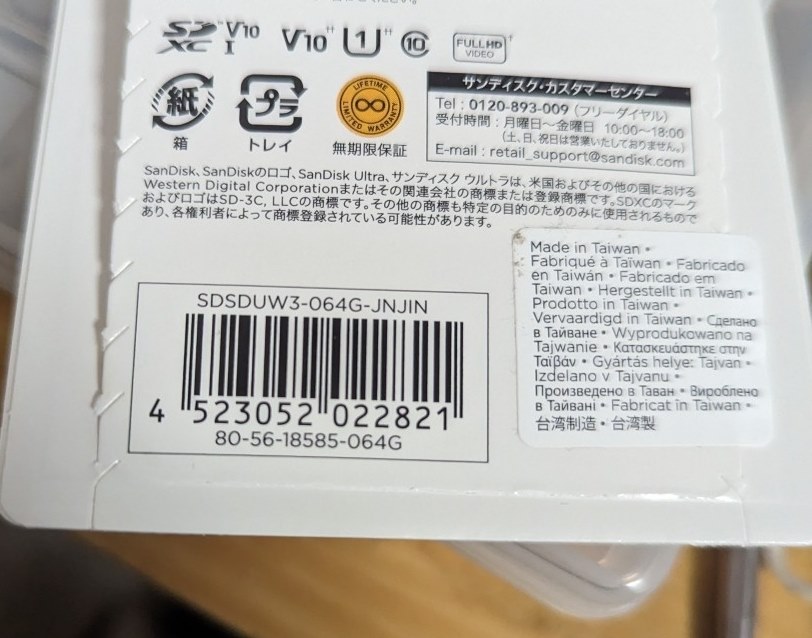 SD XC I V10 V10 U1 10 FULL HD VIDEO
紙 プラ LIFETIME LIMITED WARRANTY
箱 トレイ 無期限保証
サンディスク・カスタマーセンター
Tel : 0120-893-009 (フリーダイヤル)
受付時間 : 月曜日〜金曜日 10:00〜18:00
(土、日、祝日は営業いたしておりません。)
E-mail : retail_support@sandisk.com
SanDisk、SanDiskのロゴ、SanDisk Ultra、サンディスク ウルトラは、米国およびその他の国における
Western Digital Corporationまたはその関連会社の商標または登録商標です。SDXCのマーク
およびロゴはSD-3C, LLCの商標です。その他の商標も特定の目的のためのみに使用されるもので
あり、各権利者によって商標登録されている可能性があります。
SDSDUW3-064G-JNJIN
4 523052 022821
80-56-18585-064G
Made in Taiwan •
Fabriqué à Taïwan • Fabricado
en Taiwán • Fabricado em
Taiwan • Hergestellt in Taiwan •
Prodotto in Taiwan •
Vervaardigd in Taiwan • Сделано
в Тайване • Wyprodukowano na
Tajwanie • Κατασκευάστηκε στην
Ταϊβάν • Gyártás helye: Tajvan •
Izdelano v Tajvanu •
Произведено в Таван • Вироблено
в Тайвані • Fabricat în Taiwan •
台湾制造 • 台湾製